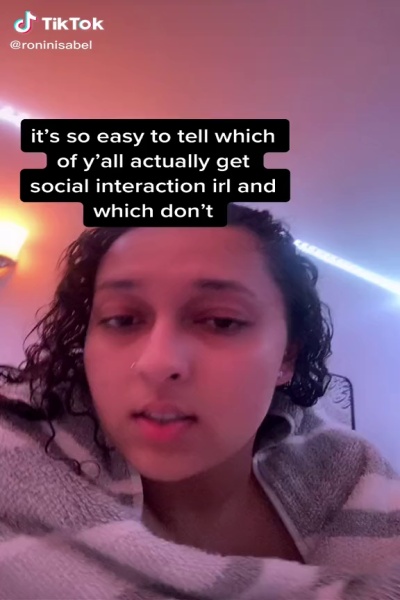 TikTok
@roninisabel
it's so easy to tell which
of y'all actually get
social interaction irl and
which don't